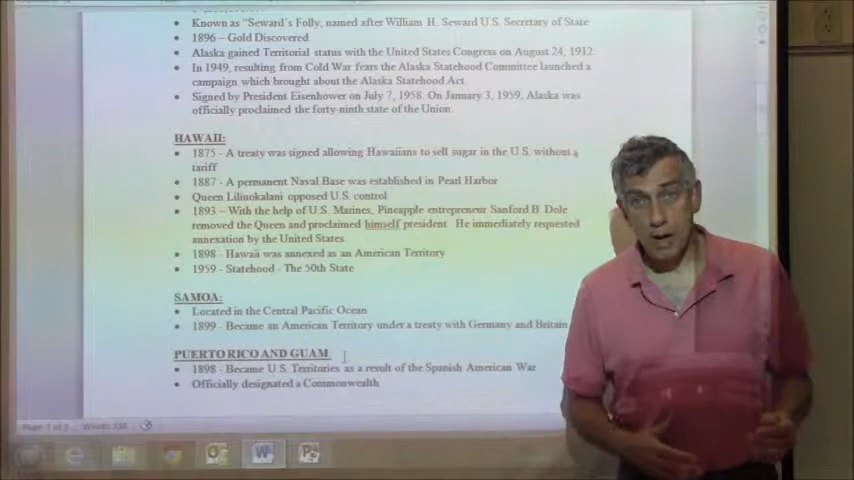 • Known as "Seward's Folly, named after William H. Seward U.S. Secretary of State
• 1896 – Gold Discovered
• Alaska gained Territorial status with the United States Congress on August 24, 1912.
• In 1949, resulting from Cold War fears the Alaska Statehood Committee launched a
campaign which brought about the Alaska Statehood Act.
• Signed by President Eisenhower on July 7, 1958. On January 3, 1959, Alaska was
officially proclaimed the forty-ninth state of the Union.
HAWAII:
• 1875 - A treaty was signed allowing Hawaiians to sell sugar in the U.S. without a
tariff
• 1887 - A permanent Naval Base was established in Pearl Harbor
• Queen Liliuokalani opposed U.S. control
• 1893 – With the help of U.S. Marines, Pineapple entrepreneur Sanford B. Dole
removed the Queen and proclaimed himself president. He immediately requested
annexation by the United States.
• 1898 - Hawaii was annexed as an American Territory
• 1959 - Statehood - The 50th State
SAMOA:
• Located in the Central Pacific Ocean
• 1899 - Became an American Territory under a treaty with Germany and Britain
PUERTO RICO AND GUAM
• 1898 - Became U.S. Territories as a result of the Spanish American War
• Officially designated a Commonwealth